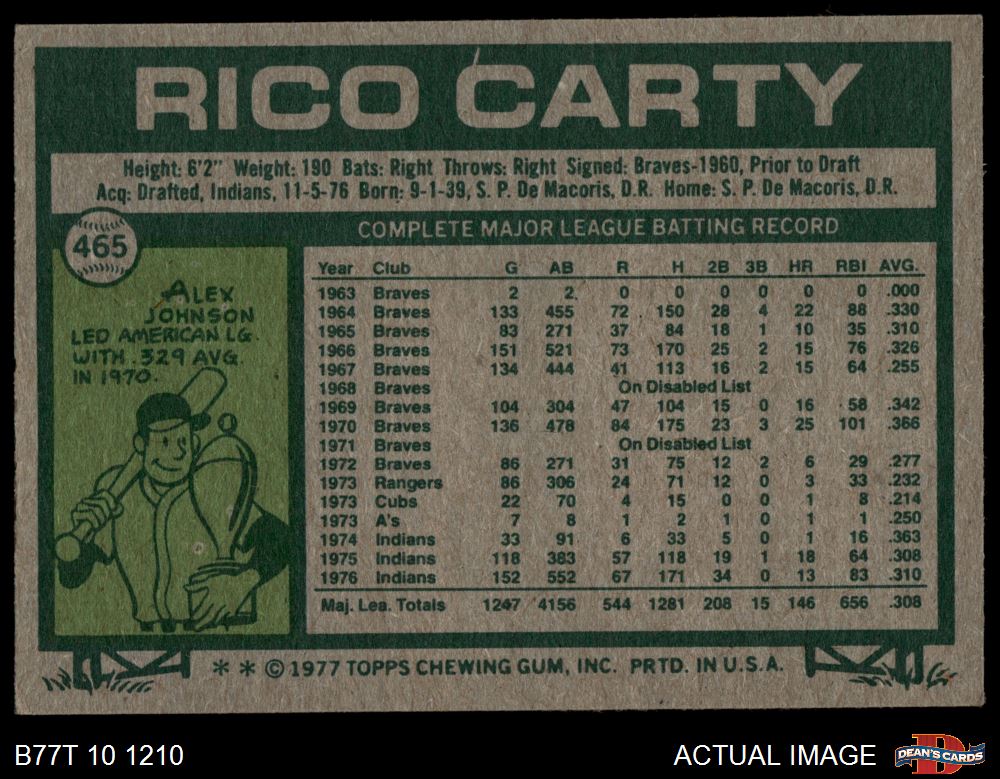 RICO CARTY
Height: 6'2" Weight: 190 Bats: Right Throws: Right Signed: Braves-1960, Prior to Draft
Acq: Drafted, Indians, 11-5-76 Born: 9-1-39, S. P. De Macoris, D.R. Home: S. P. De Macoris, D.R.
465
ALEX
JOHNSON
LED AMERICAN LG.
WITH .329 AVG.
IN 1970.
COMPLETE MAJOR LEAGUE BATTING RECORD
Year Club G AB R H 2B 3B HR RBI AVG.
1963 Braves 2 2 0 0 0 0 0 0 .000
1964 Braves 133 455 72 150 28 4 22 88 .330
1965 Braves 83 271 37 84 18 1 10 35 .310
1966 Braves 151 521 73 170 25 2 15 76 .326
1967 Braves 134 444 41 113 16 2 15 64 .255
1968 Braves On Disabled List
1969 Braves 104 304 47 104 15 0 16 58 .342
1970 Braves 136 478 84 175 23 3 25 101 .366
1971 Braves On Disabled List
1972 Braves 86 271 31 75 12 2 6 29 .277
1973 Rangers 86 306 24 71 12 0 3 33 .232
1973 Cubs 22 70 4 15 0 0 1 8 .214
1973 A's 7 8 1 2 1 0 1 1 .250
1974 Indians 33 91 6 33 5 0 1 16 .363
1975 Indians 118 383 57 118 19 1 18 64 .308
1976 Indians 152 552 67 171 34 0 13 83 .310
Maj. Lea. Totals 1247 4156 544 1281 208 15 146 656 .308
* * © 1977 TOPPS CHEWING GUM, INC. PRTD. IN U.S.A.
B77T 10 1210
ACTUAL IMAGE
DEAN'S CARDS